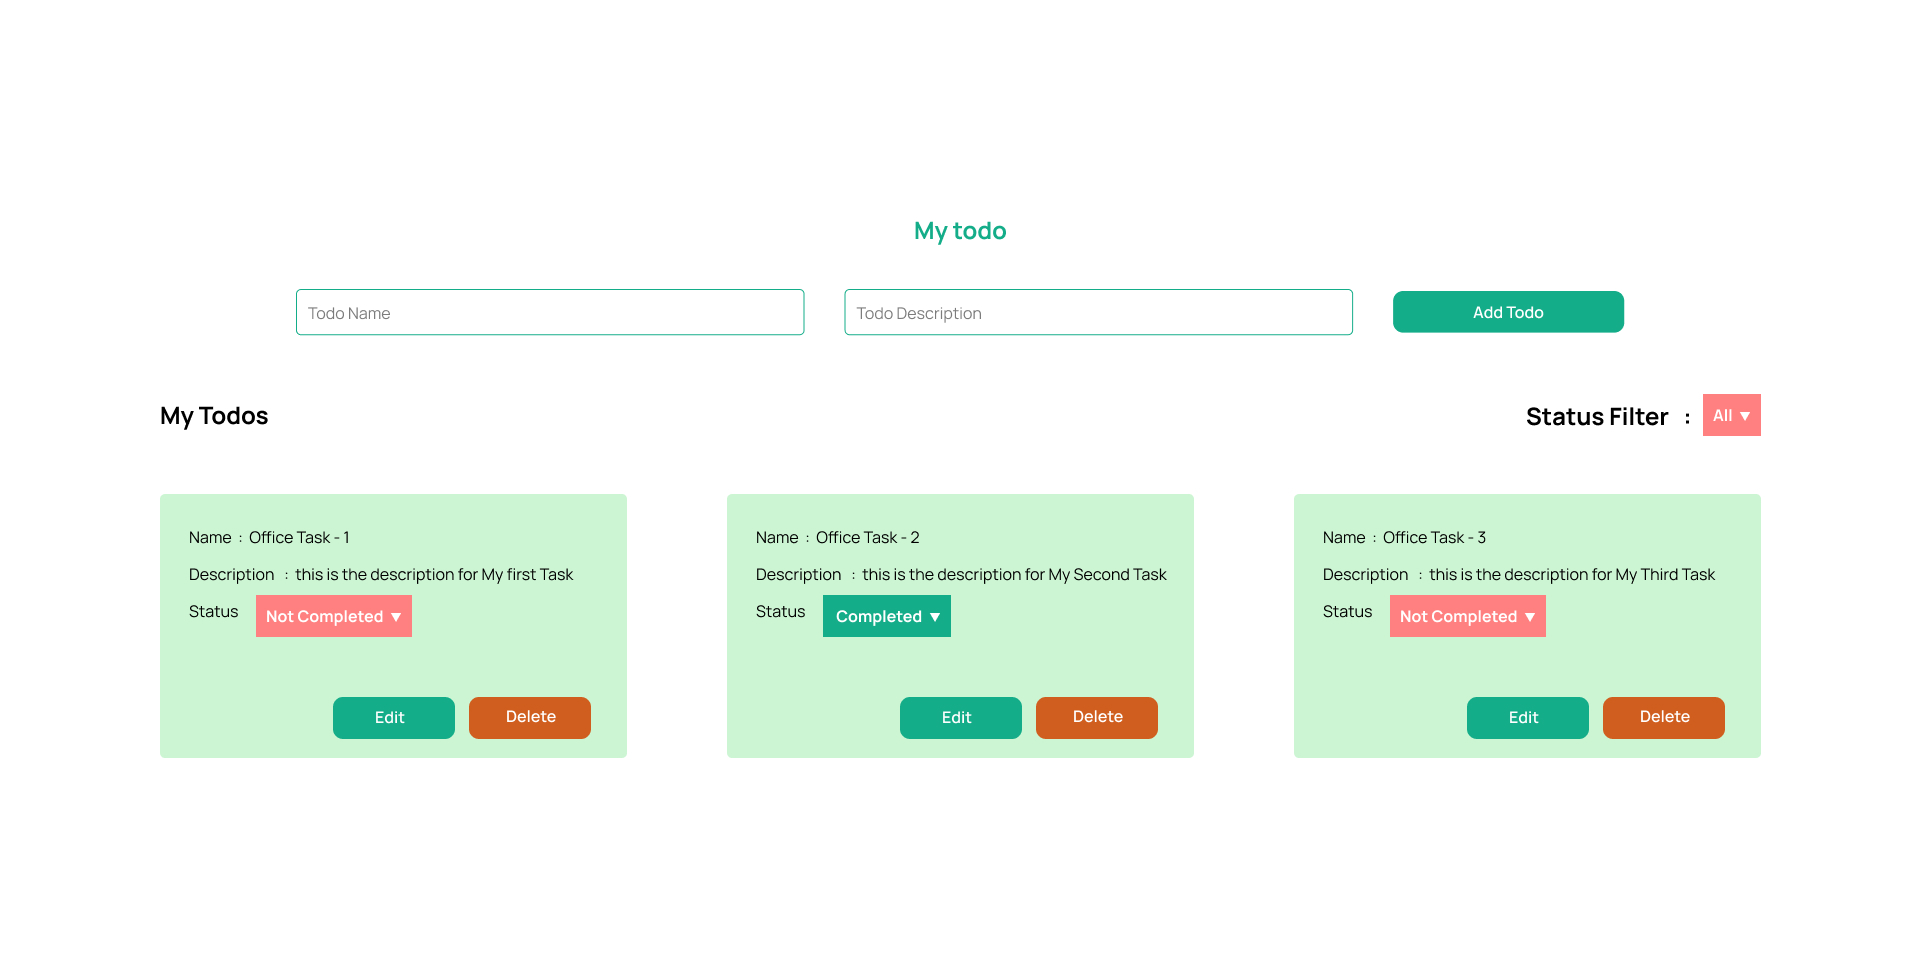 My todo
Todo Name
Todo Description
Add Todo
My Todos
Status Filter : All ▼
Name : Office Task - 1
Description : this is the description for My first Task
Status Not Completed ▼
Edit Delete
Name : Office Task - 2
Description : this is the description for My Second Task
Status Completed ▼
Edit Delete
Name : Office Task - 3
Description : this is the description for My Third Task
Status Not Completed ▼
Edit Delete